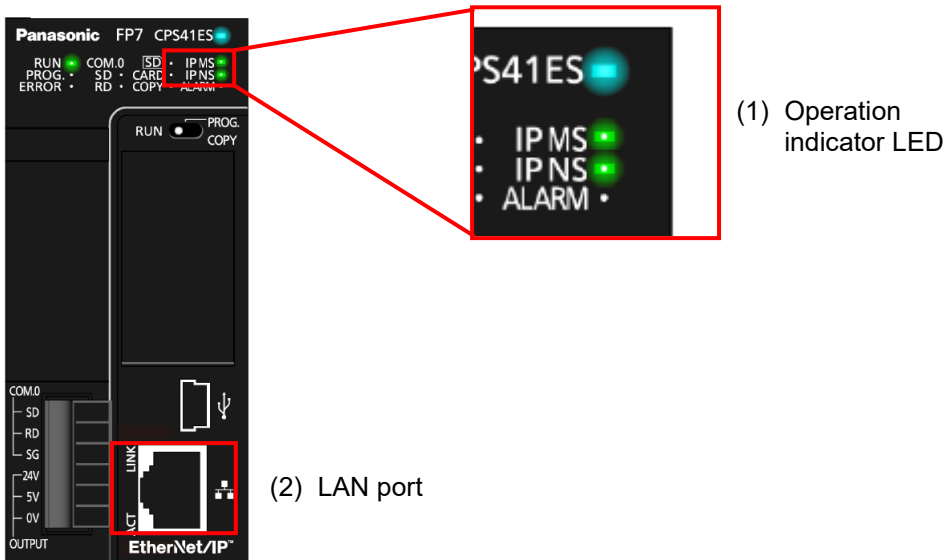 Panasonic FP7 CPS41ES
RUN COM.0 SD IP MS
PROG. SD CARD IP NS
ERROR RD COPY ALARM
RUN PROG.
COPY
PS41ES
IP MS
IP NS
ALARM
(1) Operation
indicator LED
COM.0
SD
RD
SG
24V
5V
0V
OUTPUT
LINK
ACT
EtherNet/IP™
(2) LAN port